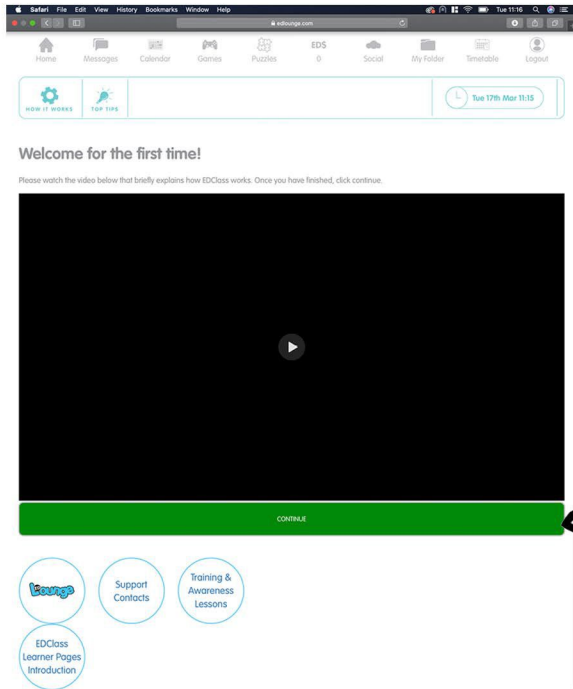 Safari File Edit View History Bookmarks Window Help Tue 11:16
edlounge.com
Home Messages Calendar Games Puzzles EDS 0 Social My Folder Timetable Logout
HOW IT WORKS TOP TIPS Tue 17th Mar 11:15
Welcome for the first time!
Please watch the video below that briefly explains how EDClass works. Once you have finished, click continue.
CONTINUE
Lounge
Support
Contacts
Training &
Awareness
Lessons
EDClass
Learner Pages
Introduction